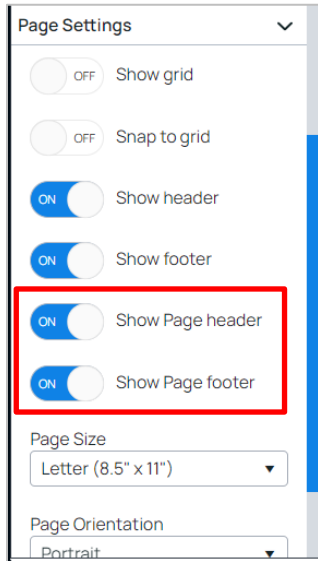 Page Settings
OFF Show grid
OFF Snap to grid
ON Show header
ON Show footer
ON Show Page header
ON Show Page footer
Page Size
Letter (8.5" x 11")
Page Orientation
Portrait